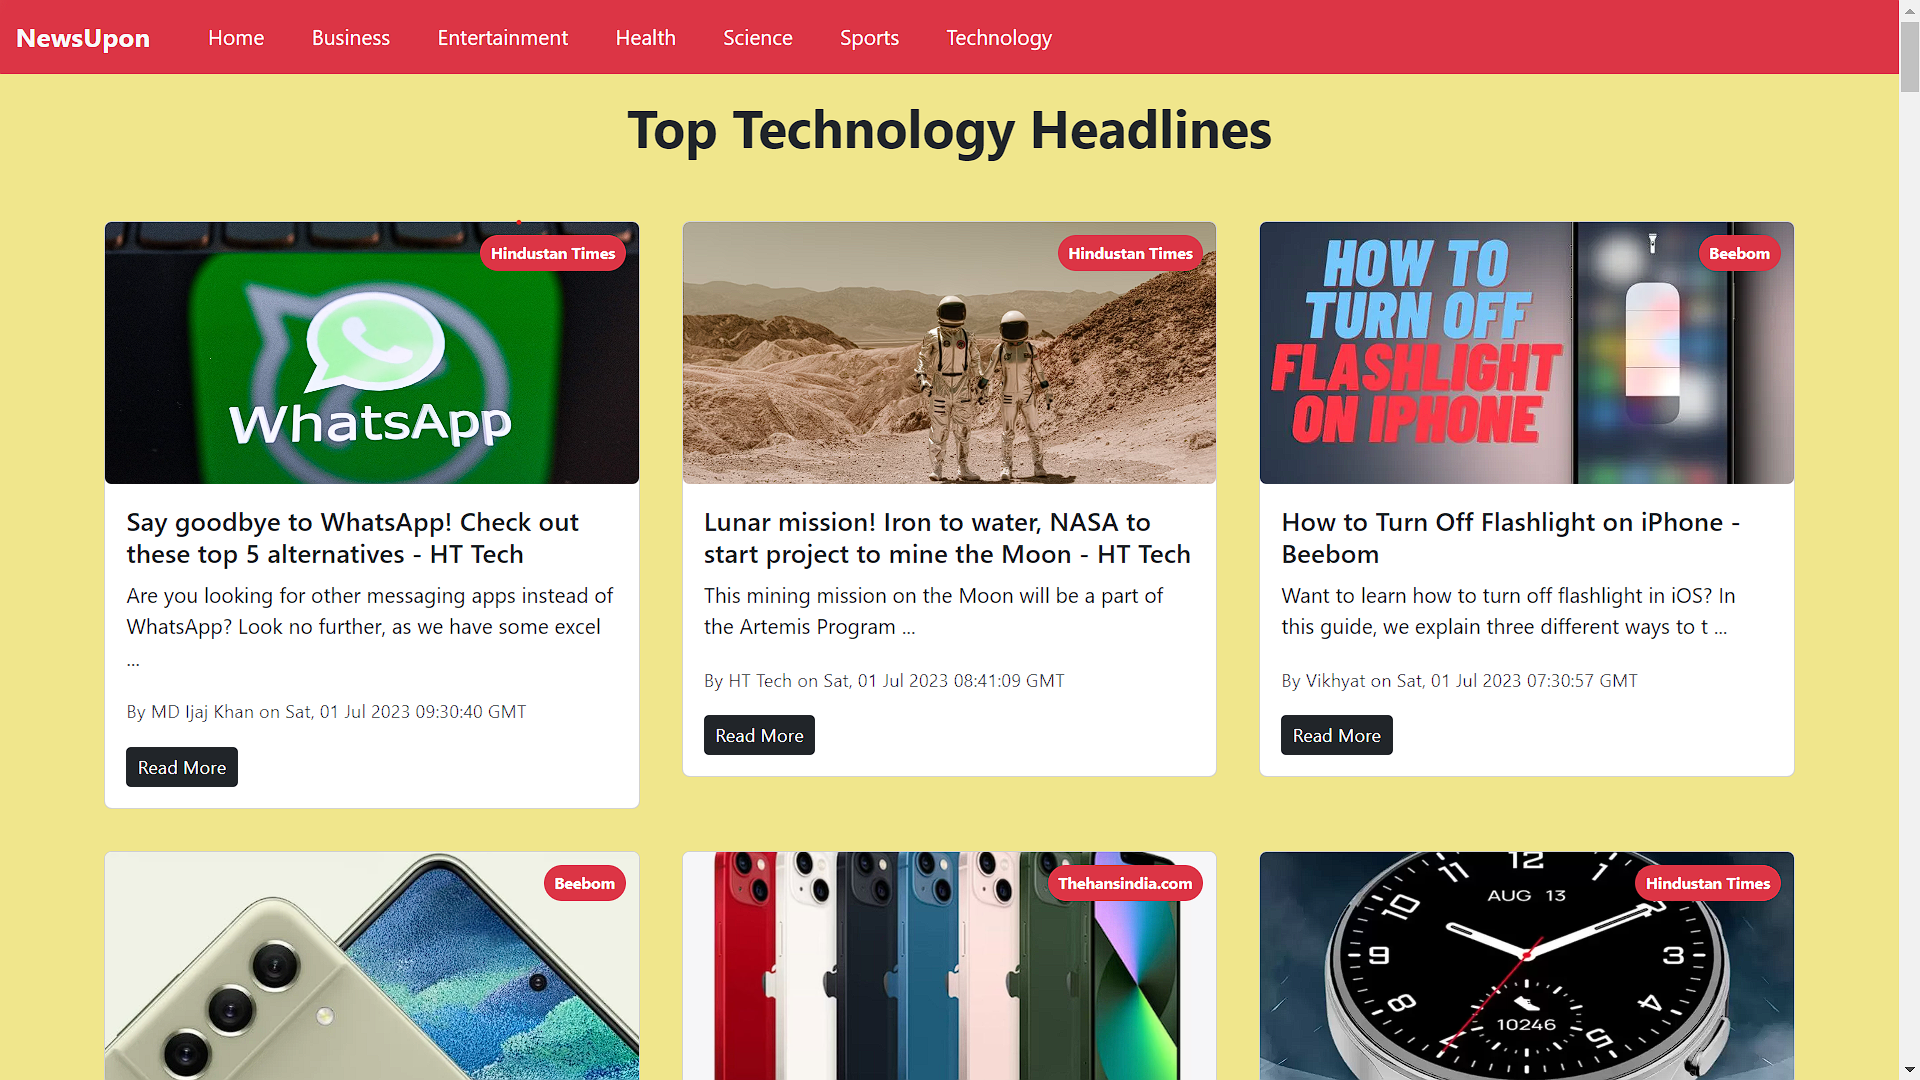 NewsUpon Home Business Entertainment Health Science Sports Technology
Top Technology Headlines
Hindustan Times
WhatsApp
Say goodbye to WhatsApp! Check out
these top 5 alternatives - HT Tech
Are you looking for other messaging apps instead of
WhatsApp? Look no further, as we have some excel
...
By MD Ijaj Khan on Sat, 01 Jul 2023 09:30:40 GMT
Read More
Hindustan Times
Lunar mission! Iron to water, NASA to
start project to mine the Moon - HT Tech
This mining mission on the Moon will be a part of
the Artemis Program ...
By HT Tech on Sat, 01 Jul 2023 08:41:09 GMT
Read More
Beebom
HOW TO
TURN OFF
FLASHLIGHT
ON IPHONE
How to Turn Off Flashlight on iPhone -
Beebom
Want to learn how to turn off flashlight in iOS? In
this guide, we explain three different ways to t ...
By Vikhyat on Sat, 01 Jul 2023 07:30:57 GMT
Read More
Beebom
Thehansindia.com
Hindustan Times
12
1
2
3
4
5
8
9
10
AUG 13
10246